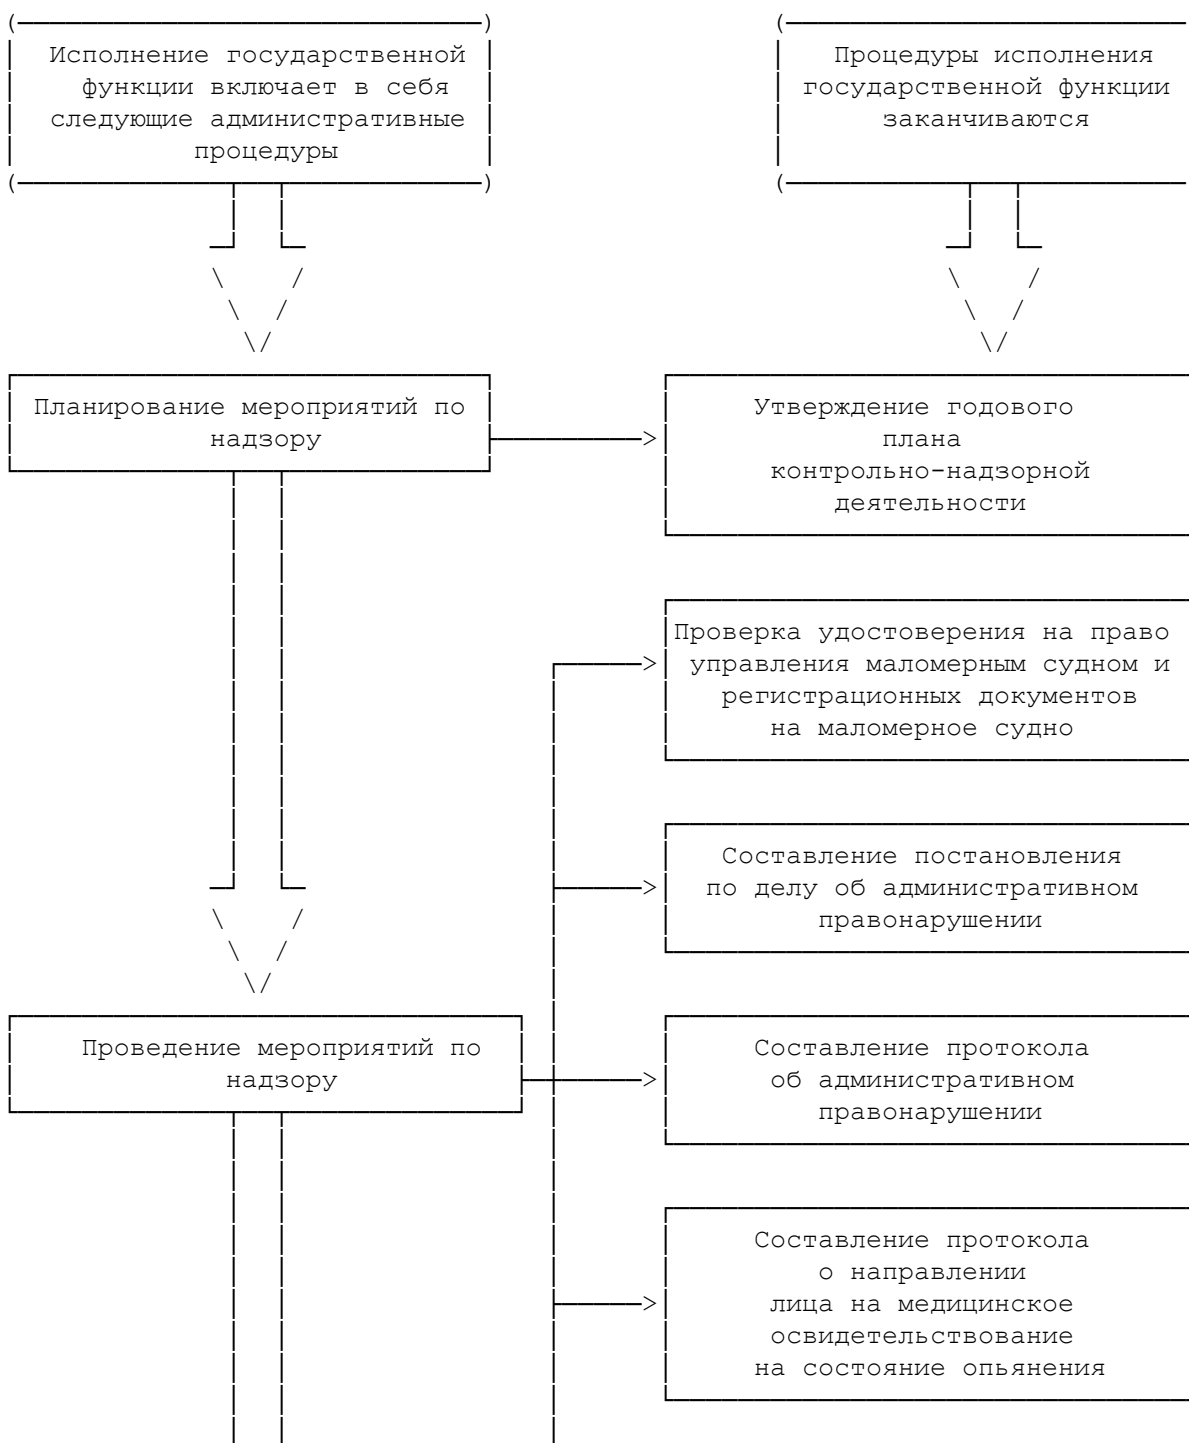 Исполнение государственной
функции включает в себя
следующие административные
процедуры
Процедуры исполнения
государственной функции
заканчиваются
Планирование мероприятий по
надзору
Утверждение годового
плана
контрольно-надзорной
деятельности
Проверка удостоверения на право
управления маломерным судном и
регистрационных документов
на маломерное судно
Составление постановления
по делу об административном
правонарушении
Проведение мероприятий по
надзору
Составление протокола
об административном
правонарушении
Составление протокола
о направлении
лица на медицинское
освидетельствование
на состояние опьянения